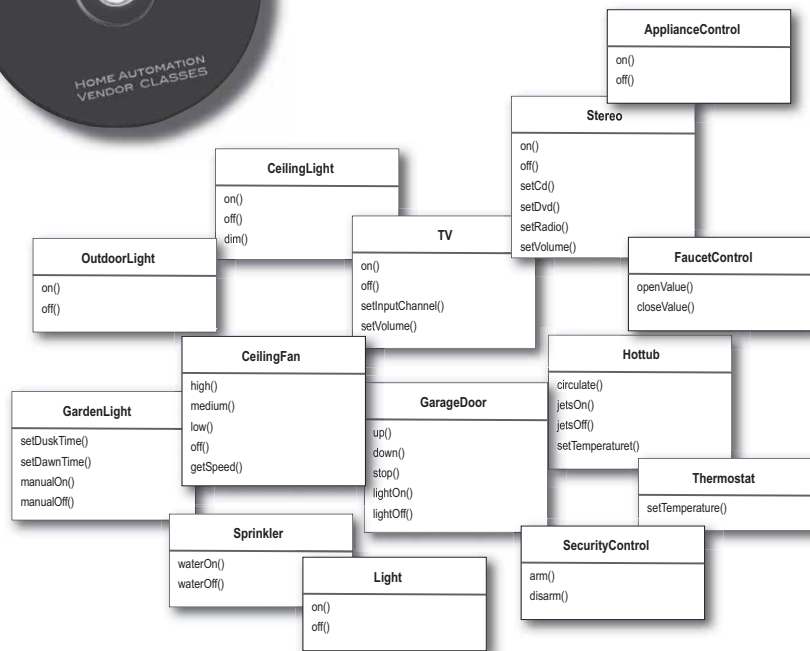 HOME AUTOMATION
VENDOR CLASSES
ApplianceControl
on()
off()
Stereo
on()
off()
setCd()
setDvd()
setRadio()
setVolume()
CeilingLight
on()
off()
dim()
TV
on()
off()
setInputChannel()
setVolume()
OutdoorLight
on()
off()
FaucetControl
openValue()
closeValue()
CeilingFan
high()
medium()
low()
off()
getSpeed()
Hottub
circulate()
jetsOn()
jetsOff()
setTemperaturet()
GardenLight
setDuskTime()
setDawnTime()
manualOn()
manualOff()
GarageDoor
up()
down()
stop()
lightOn()
lightOff()
Thermostat
setTemperature()
Sprinkler
waterOn()
waterOff()
SecurityControl
arm()
disarm()
Light
on()
off()